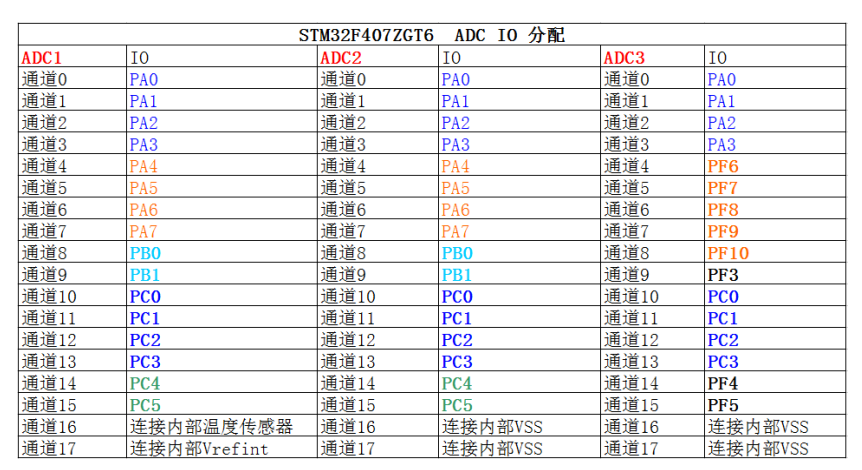 STM32F407ZGT6 ADC IO 分配
ADC1 IO ADC2 IO ADC3 IO
通道0 PA0 通道0 PA0 通道0 PA0
通道1 PA1 通道1 PA1 通道1 PA1
通道2 PA2 通道2 PA2 通道2 PA2
通道3 PA3 通道3 PA3 通道3 PA3
通道4 PA4 通道4 PA4 通道4 PF6
通道5 PA5 通道5 PA5 通道5 PF7
通道6 PA6 通道6 PA6 通道6 PF8
通道7 PA7 通道7 PA7 通道7 PF9
通道8 PB0 通道8 PB0 通道8 PF10
通道9 PB1 通道9 PB1 通道9 PF3
通道10 PC0 通道10 PC0 通道10 PC0
通道11 PC1 通道11 PC1 通道11 PC1
通道12 PC2 通道12 PC2 通道12 PC2
通道13 PC3 通道13 PC3 通道13 PC3
通道14 PC4 通道14 PC4 通道14 PF4
通道15 PC5 通道15 PC5 通道15 PF5
通道16 连接内部温度传感器 通道16 连接内部VSS 通道16 连接内部VSS
通道17 连接内部Vrefint 通道17 连接内部VSS 通道17 连接内部VSS